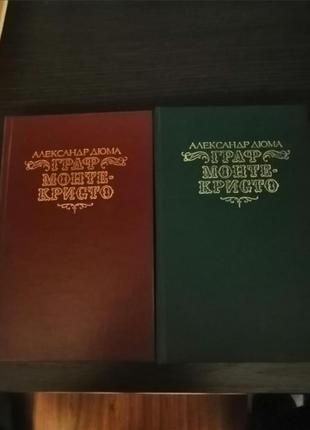 АЛЕКСАНДР ДЮМА
ГРАФ
МОНТЕ-
КРИСТО
АЛЕКСАНДР ДЮМА
ГРАФ
МОНТЕ-
КРИСТО